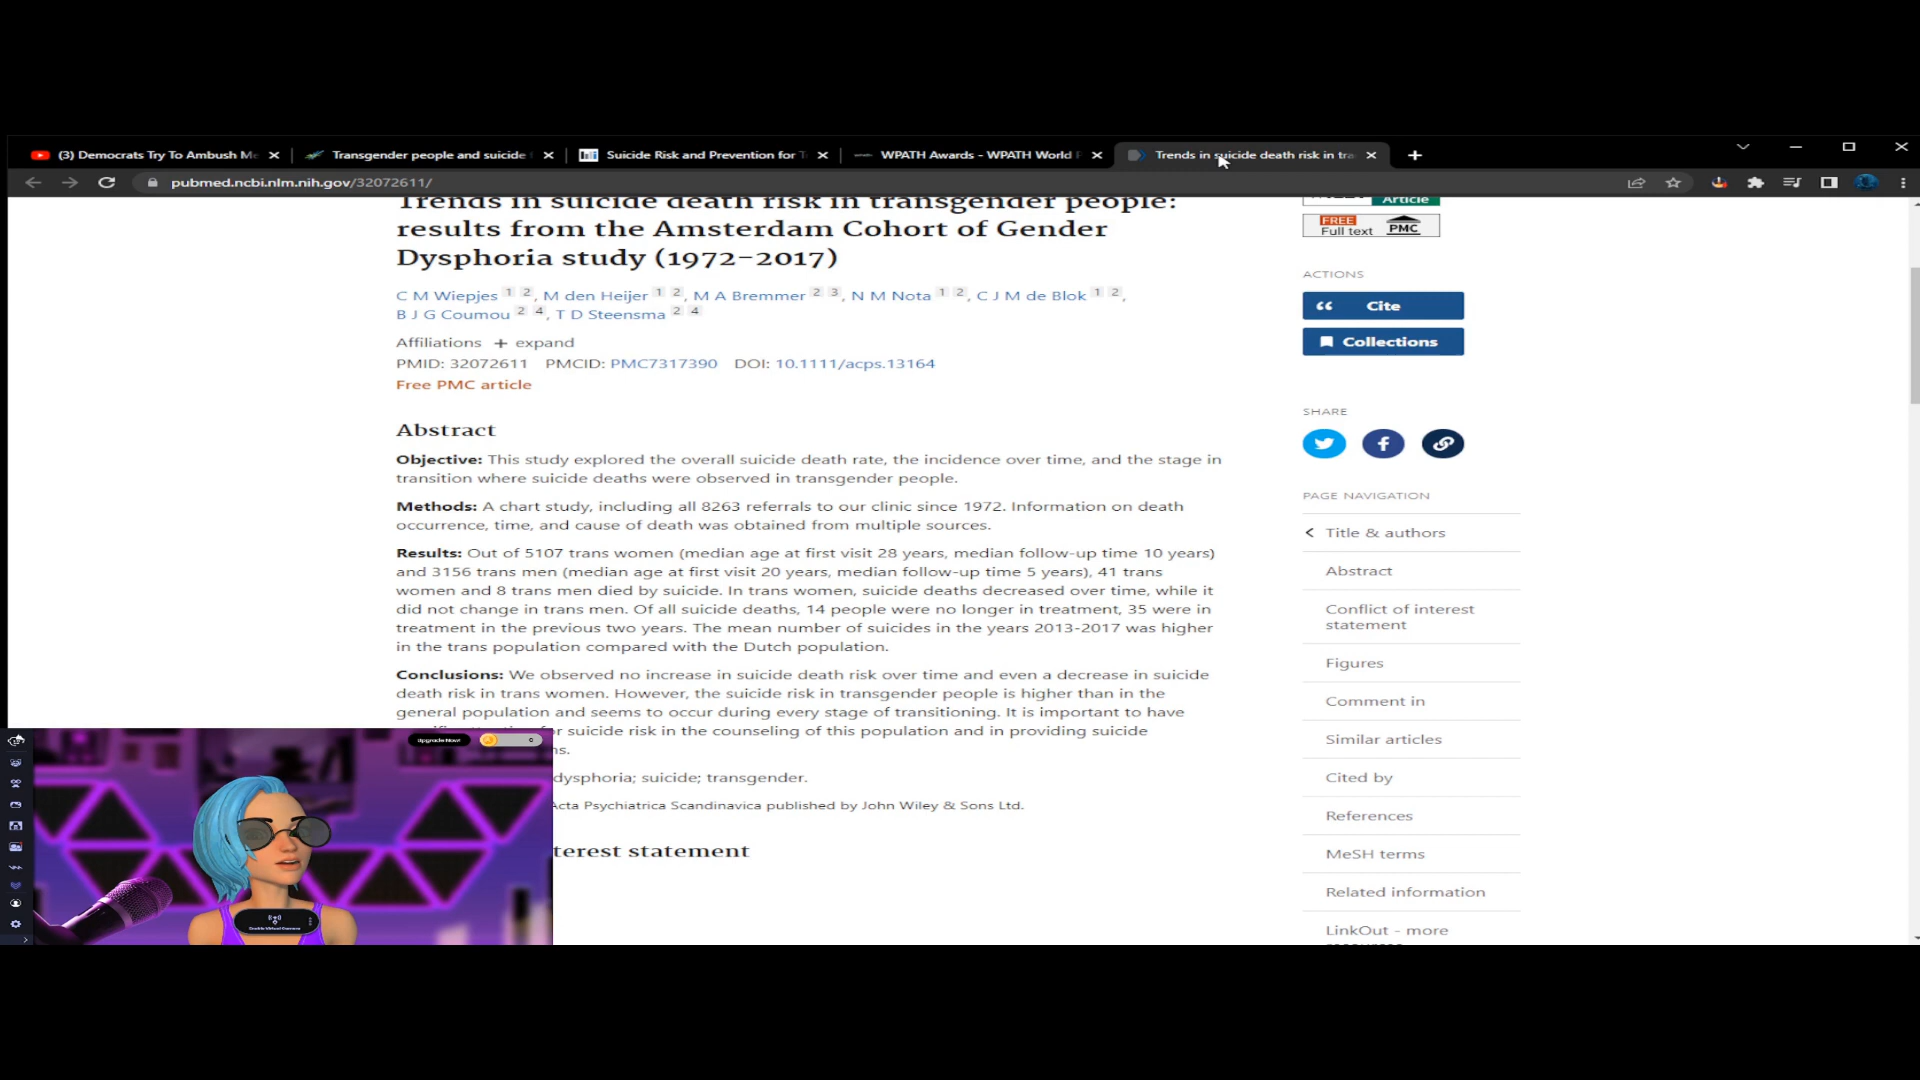 (3) Democrats Try To Ambush Me
Transgender people and suicide
Suicide Risk and Prevention for T
WPATH Awards - WPATH World P
Trends in suicide death risk in tra
pubmed.ncbi.nlm.nih.gov/32072611/
Trends in suicide death risk in transgender people:
results from the Amsterdam Cohort of Gender
Dysphoria study (1972–2017)
C M Wiepjes 1 2, M den Heijer 1 2, M A Bremmer 2 3, N M Nota 1 2, C J M de Blok 1 2,
B J G Coumou 2 4, T D Steensma 2 4
Affiliations + expand
PMID: 32072611 PMCID: PMC7317390 DOI: 10.1111/acps.13164
Free PMC article
Abstract
Objective: This study explored the overall suicide death rate, the incidence over time, and the stage in
transition where suicide deaths were observed in transgender people.
Methods: A chart study, including all 8263 referrals to our clinic since 1972. Information on death
occurrence, time, and cause of death was obtained from multiple sources.
Results: Out of 5107 trans women (median age at first visit 28 years, median follow-up time 10 years)
and 3156 trans men (median age at first visit 20 years, median follow-up time 5 years), 41 trans
women and 8 trans men died by suicide. In trans women, suicide deaths decreased over time, while it
did not change in trans men. Of all suicide deaths, 14 people were no longer in treatment, 35 were in
treatment in the previous two years. The mean number of suicides in the years 2013-2017 was higher
in the trans population compared with the Dutch population.
Conclusions: We observed no increase in suicide death risk over time and even a decrease in suicide
death risk in trans women. However, the suicide risk in transgender people is higher than in the
general population and seems to occur during every stage of transitioning. It is important to have
r suicide risk in the counseling of this population and in providing suicide
ns.
dysphoria; suicide; transgender.
Acta Psychiatrica Scandinavica published by John Wiley & Sons Ltd.
terest statement
Article
FREE
Full text PMC
ACTIONS
Cite
Collections
SHARE
PAGE NAVIGATION
Title & authors
Abstract
Conflict of interest
statement
Figures
Comment in
Similar articles
Cited by
References
MeSH terms
Related information
LinkOut - more
Upgrade Now!
0
Enable Virtual Camera